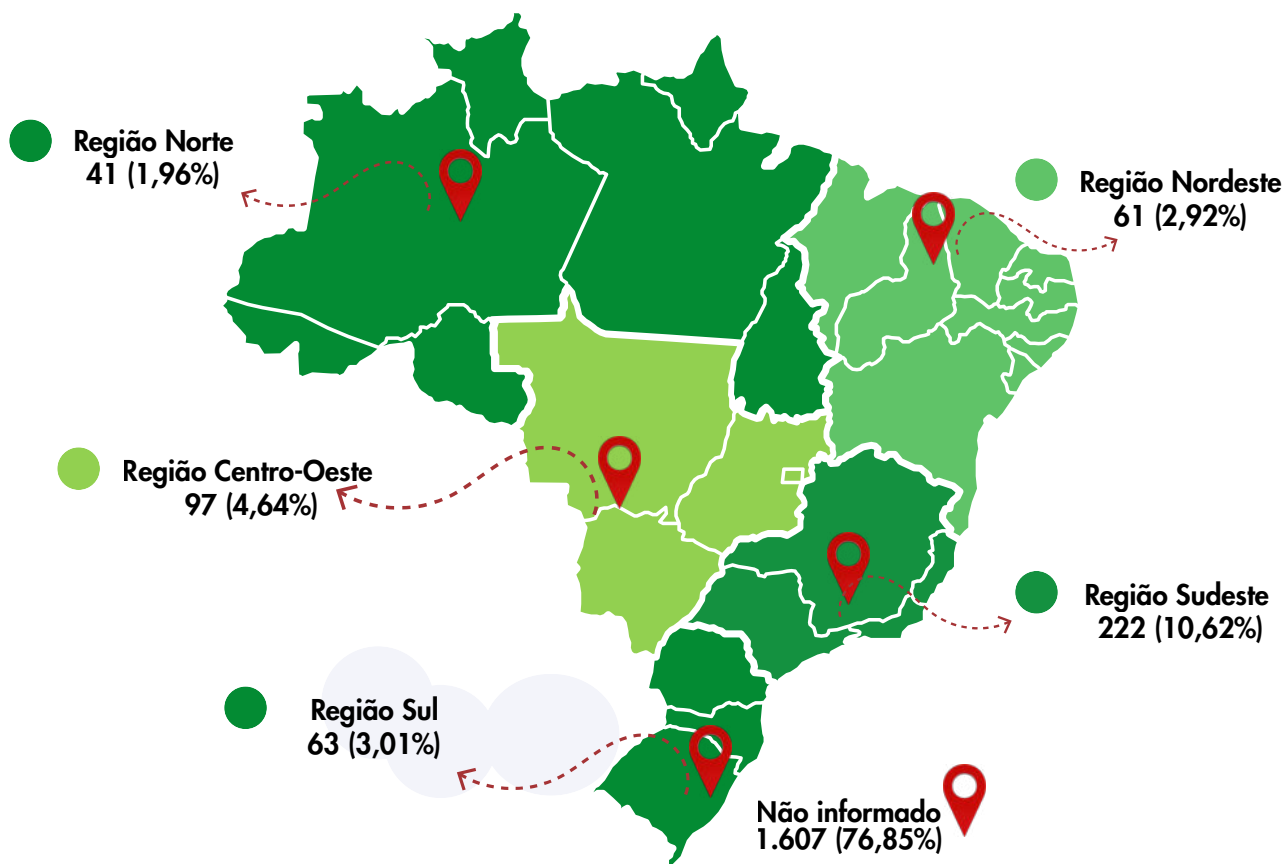 Região Norte
41 (1,96%)
Região Nordeste
61 (2,92%)
Região Centro-Oeste
97 (4,64%)
Região Sudeste
222 (10,62%)
Região Sul
63 (3,01%)
Não informado
1.607 (76,85%)